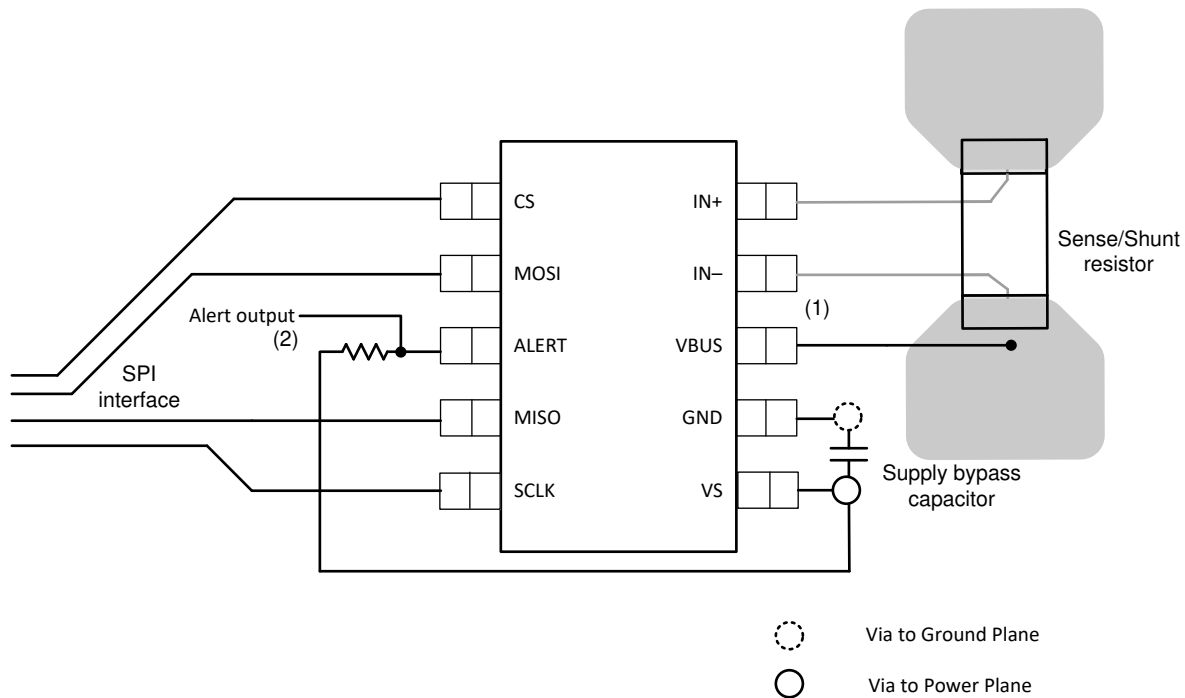 CS
IN+
Sense/Shunt
resistor
MOSI
IN–
(1)
Alert output
(2)
ALERT
VBUS
SPI
interface
MISO
GND
Supply bypass
capacitor
SCLK
VS
Via to Ground Plane
Via to Power Plane